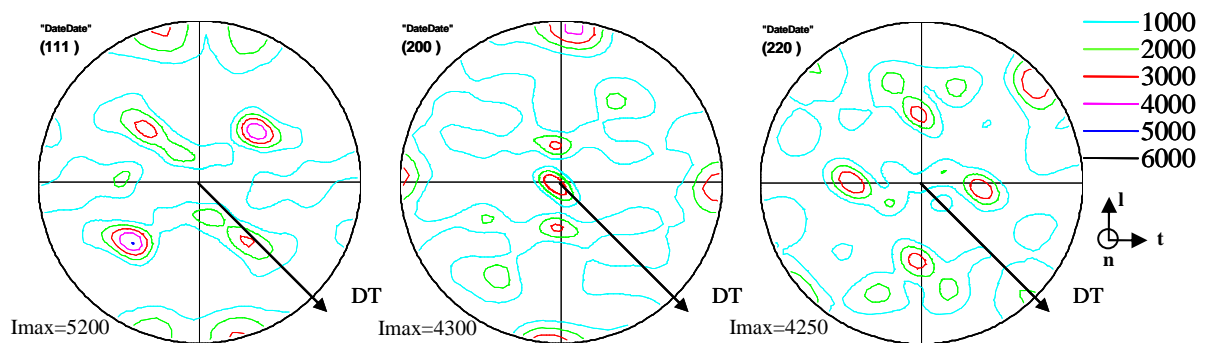 "DateDate"
(111 )
DT
Imax=5200
"DateDate"
(200 )
DT
Imax=4300
"DateDate"
(220 )
DT
Imax=4250
1000
2000
3000
4000
5000
6000
l
t
n